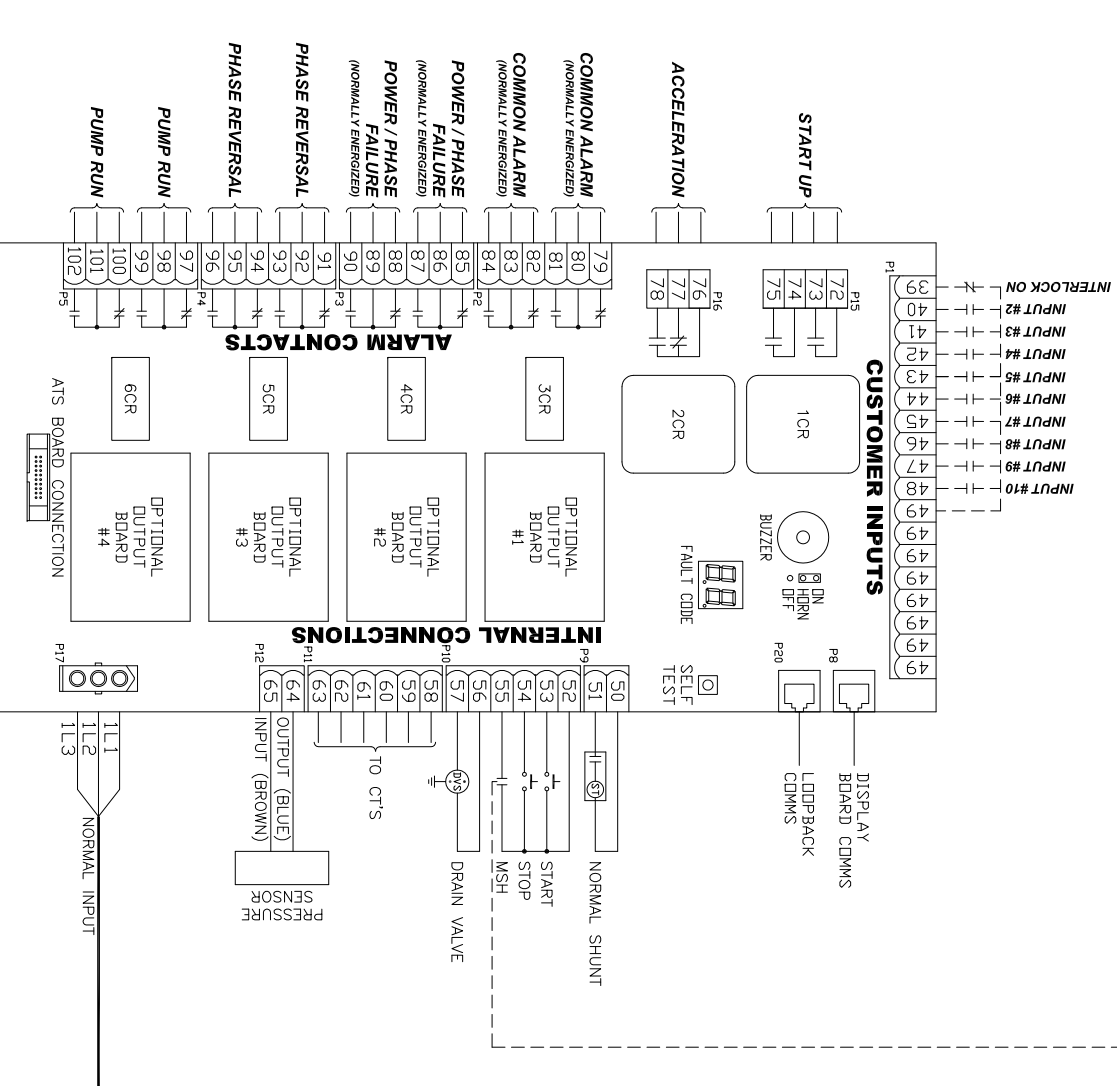 PUMP RUN
PUMP RUN
PHASE REVERSAL
PHASE REVERSAL
POWER / PHASE
FAILURE
(NORMALLY ENERGIZED)
POWER / PHASE
FAILURE
(NORMALLY ENERGIZED)
COMMON ALARM
(NORMALLY ENERGIZED)
COMMON ALARM
(NORMALLY ENERGIZED)
ACCELERATION
START UP
102
101
100
99
98
97
96
95
94
93
92
91
90
89
88
87
86
85
84
83
82
81
80
79
P5
P4
P3
P2
ALARM CONTACTS
78
77
76
P16
75
74
73
72
P15
P1
39
40
41
42
43
44
45
46
47
48
49
49
49
49
49
49
49
49
INTERLOCK ON
INPUT #2
INPUT #3
INPUT #4
INPUT #5
INPUT #6
INPUT #7
INPUT #8
INPUT #9
INPUT #10
CUSTOMER INPUTS
6CR
5CR
4CR
3CR
2CR
1CR
ATS BOARD CONNECTION
OPTIONAL
OUTPUT
BOARD
#4
OPTIONAL
OUTPUT
BOARD
#3
OPTIONAL
OUTPUT
BOARD
#2
OPTIONAL
OUTPUT
BOARD
#1
FAULT CODE
BUZZER
ON
HORN
OFF
INTERNAL CONNECTIONS
SELF
TEST
P17
P12
P11
P10
P9
P20
P8
65
64
63
62
61
60
59
58
57
56
55
54
53
52
51
50
1L3
1L2
1L1
NORMAL INPUT
INPUT (BROWN)
OUTPUT (BLUE)
PRESSURE
SENSOR
TO CT'S
DVS
DRAIN VALVE
MSH
STOP
START
ST
NORMAL SHUNT
LOOPBACK
COMMS
DISPLAY
BOARD COMMS